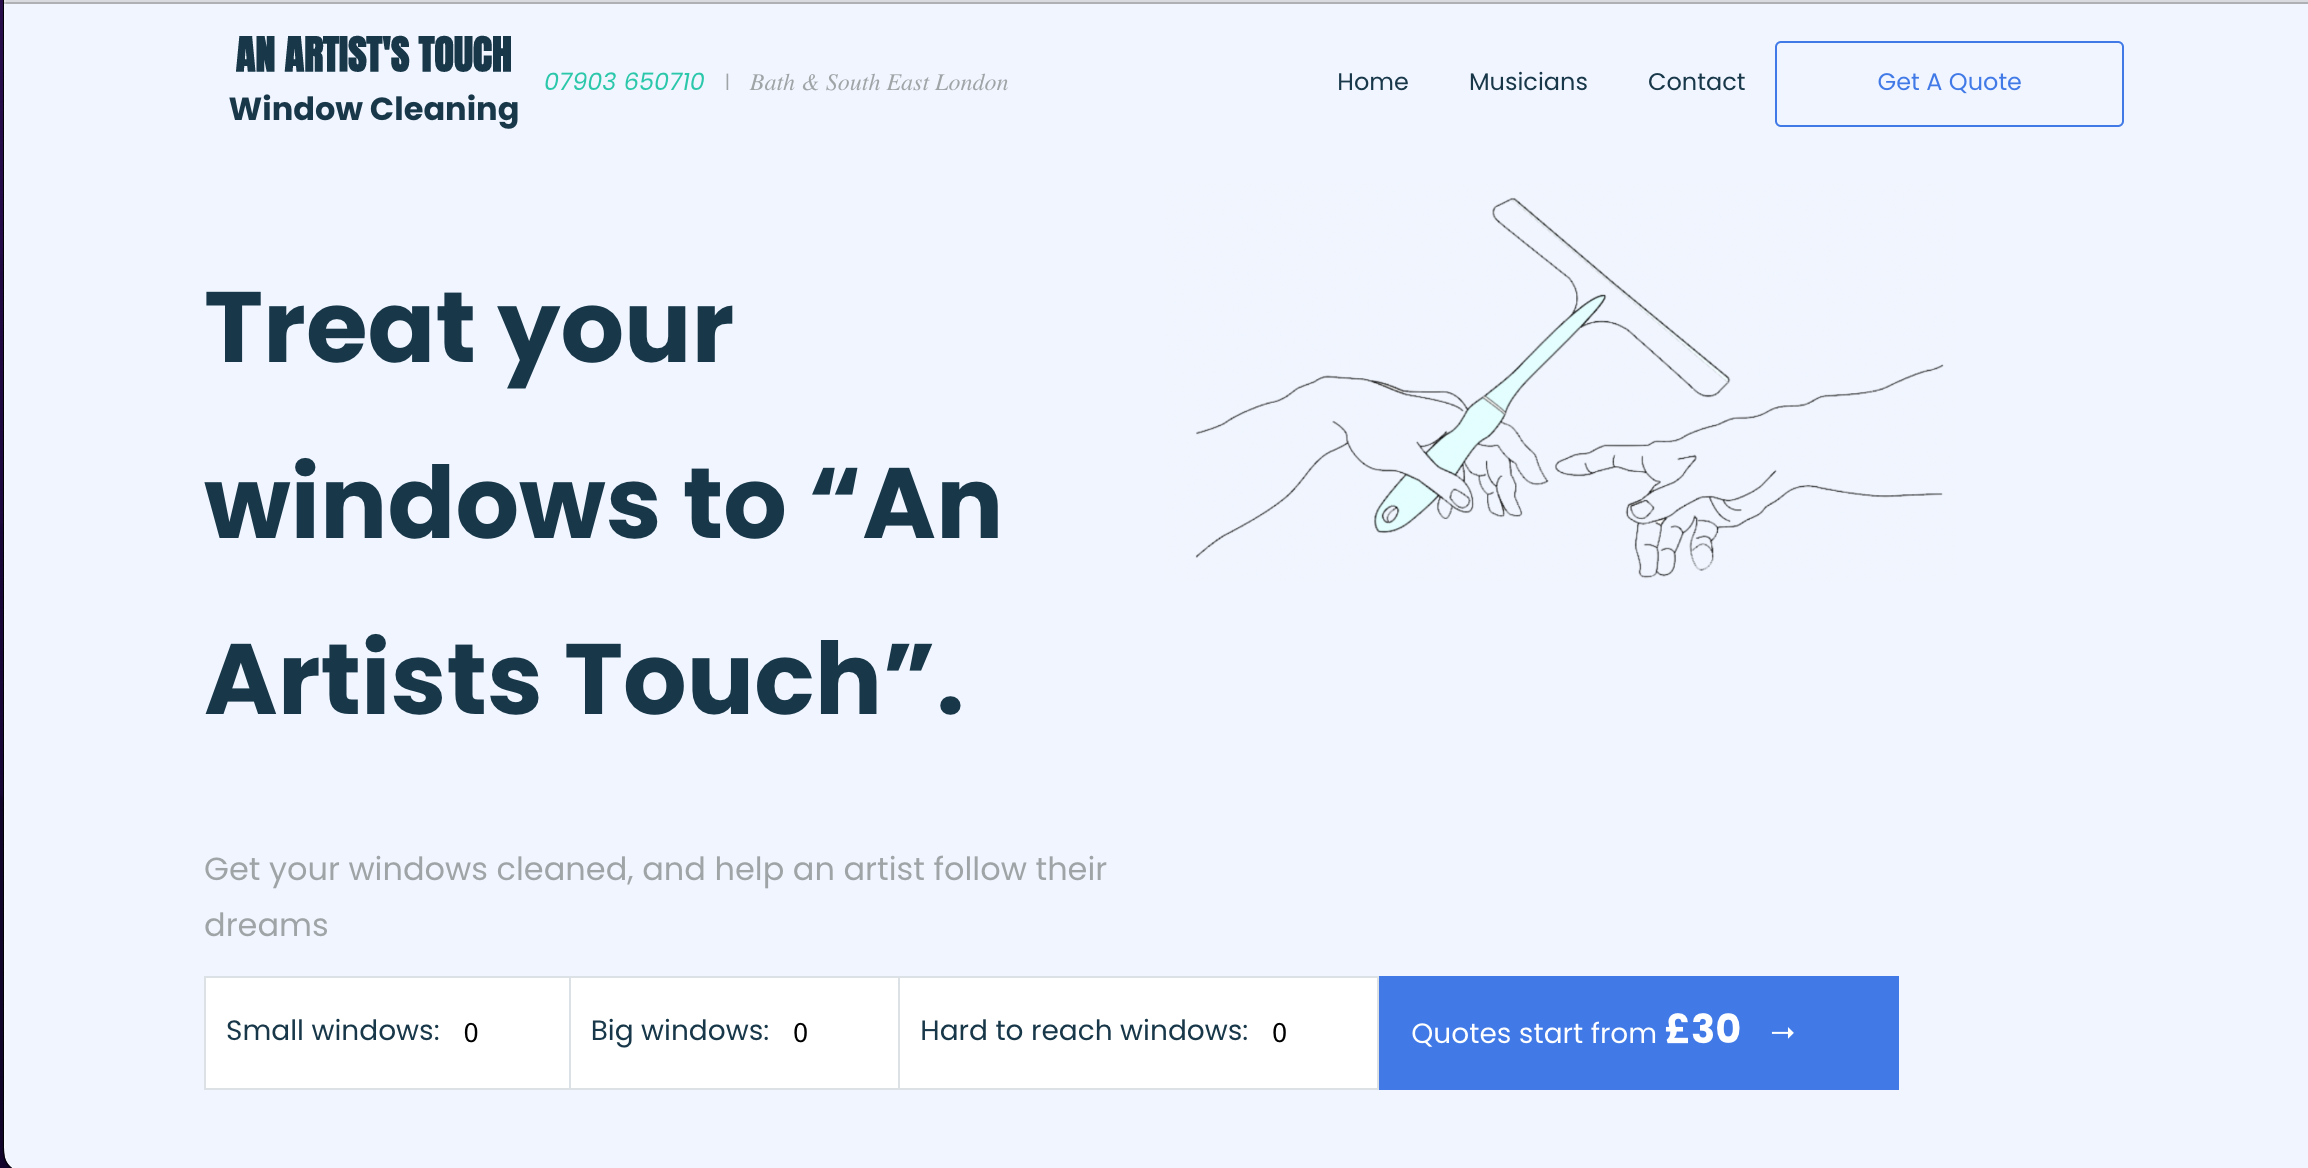 AN ARTIST'S TOUCH
Window Cleaning
07903 650710 | Bath & South East London
Home Musicians Contact Get A Quote
Treat your
windows to “An
Artists Touch”.
Get your windows cleaned, and help an artist follow their
dreams
Small windows: 0 Big windows: 0 Hard to reach windows: 0 Quotes start from £30 →